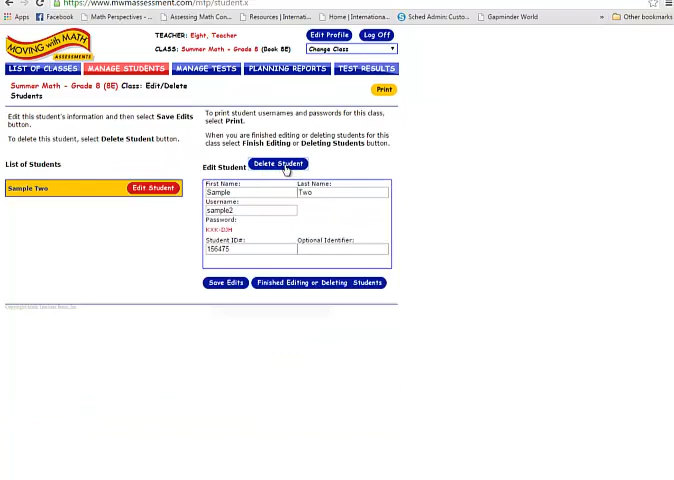 https://www.mwmassessment.com/mtp/student.x
Apps Facebook Math Perspectives - ... Assessing Math Con... Resources | Internati... Home | Internationa... Sched Admin: Custo... Gapminder World » Other bookmarks
MOVING with MATH ASSESSMENTS
TEACHER: Eight, Teacher
Edit Profile Log Off
CLASS: Summer Math - Grade 8 (Book 8E)
Change Class
LIST OF CLASSES MANAGE STUDENTS MANAGE TESTS PLANNING REPORTS TEST RESULTS
Summer Math - Grade 8 (8E) Class: Edit/Delete
Students
Print
Edit this student's information and then select Save Edits
button.
To delete this student, select Delete Student button.
To print student usernames and passwords for this class,
select Print.
When you are finished editing or deleting students for this
class select Finish Editing or Deleting Students button.
List of Students
Sample Two Edit Student
Edit Student Delete Student
First Name: Last Name:
Sample Two
Username:
sample2
Password:
KXK-DJH
Student ID#: Optional Identifier:
156475
Save Edits Finished Editing or Deleting Students